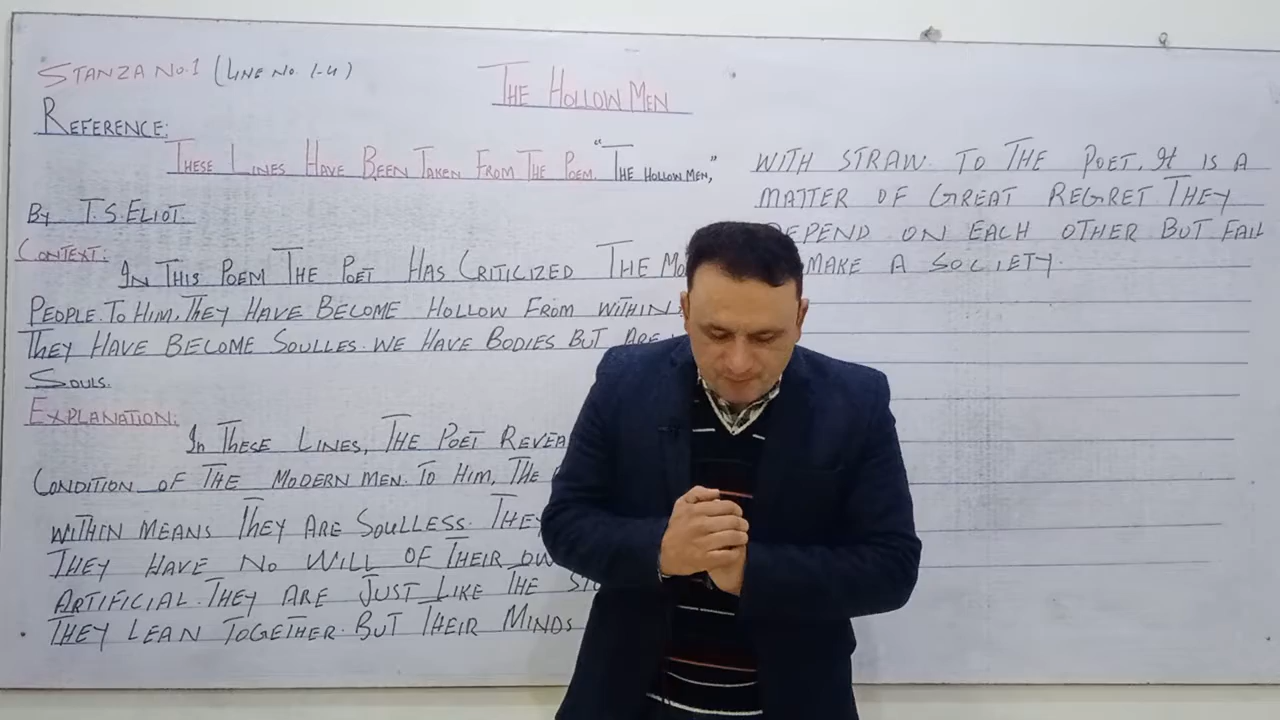 STANZA NO.1 (LINE NO. 1-4)
THE HOLLOW MEN
REFERENCE:
THESE LINES HAVE BEEN TAKEN FROM THE POEM. "THE HOLLOW MEN,"
BY T.S.ELIOT.
CONTEXT:
IN THIS POEM THE POET HAS CRITICIZED THE
PEOPLE. TO HIM, THEY HAVE BECOME HOLLOW FROM WITHIN.
THEY HAVE BECOME SOULLES. WE HAVE BODIES BUT ARE
SOULS.
EXPLANATION:
IN THESE LINES, THE POET
CONDITION OF THE MODERN MEN. TO HIM, THE
WITHIN MEANS THEY ARE SOULLESS. THEY
THEY HAVE NO WILL OF THEIR
ARTIFICIAL. THEY ARE JUST LIKE THE
THEY LEAN TOGETHER. BUT THEIR MINDS
WITH STRAW. TO THE POET, It IS A
MATTER OF GREAT REGRET THEY
DEPEND ON EACH OTHER BUT FAIL
MAKE A SOCIETY.